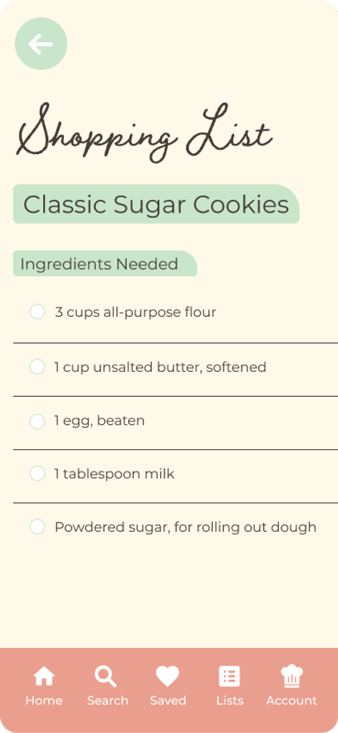 Shopping List
Classic Sugar Cookies
Ingredients Needed
3 cups all-purpose flour
1 cup unsalted butter, softened
1 egg, beaten
1 tablespoon milk
Powdered sugar, for rolling out dough
Home Search Saved Lists Account